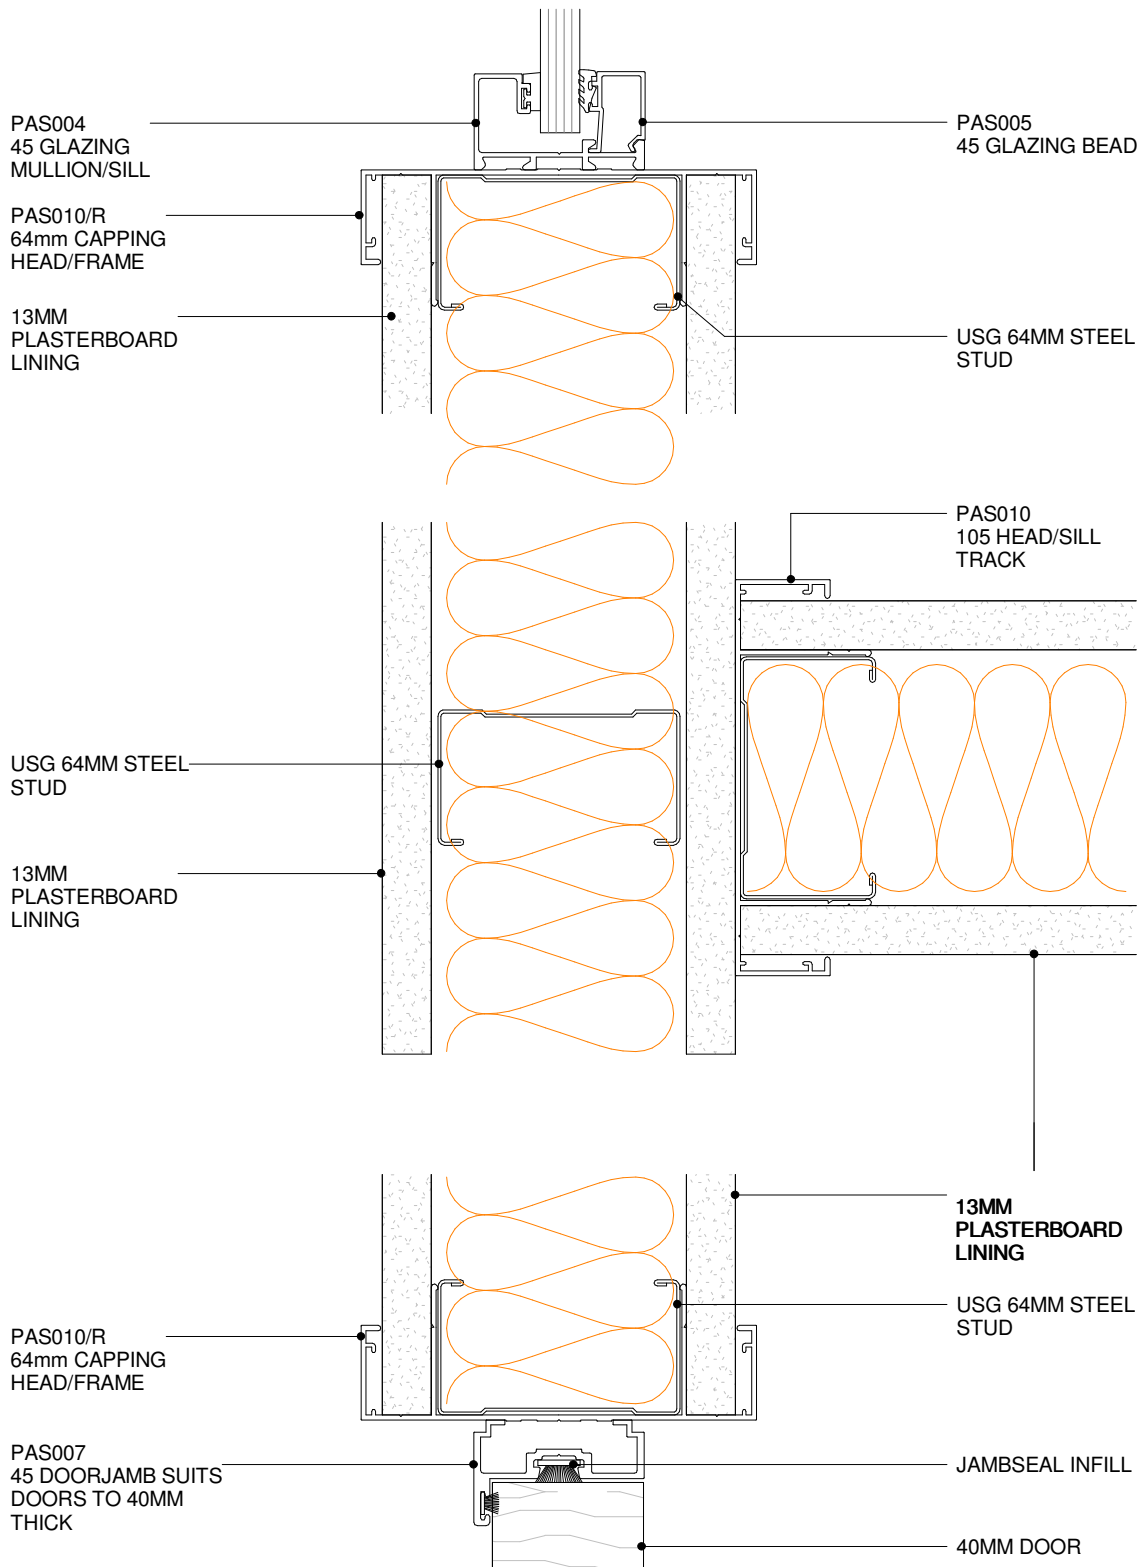 PAS004
45 GLAZING
MULLION/SILL
PAS005
45 GLAZING BEAD
PAS010/R
64mm CAPPING
HEAD/FRAME
13MM
PLASTERBOARD
LINING
USG 64MM STEEL
STUD
PAS010
105 HEAD/SILL
TRACK
USG 64MM STEEL
STUD
13MM
PLASTERBOARD
LINING
13MM
PLASTERBOARD
LINING
USG 64MM STEEL
STUD
PAS010/R
64mm CAPPING
HEAD/FRAME
PAS007
45 DOORJAMB SUITS
DOORS TO 40MM
THICK
JAMBSEAL INFILL
40MM DOOR